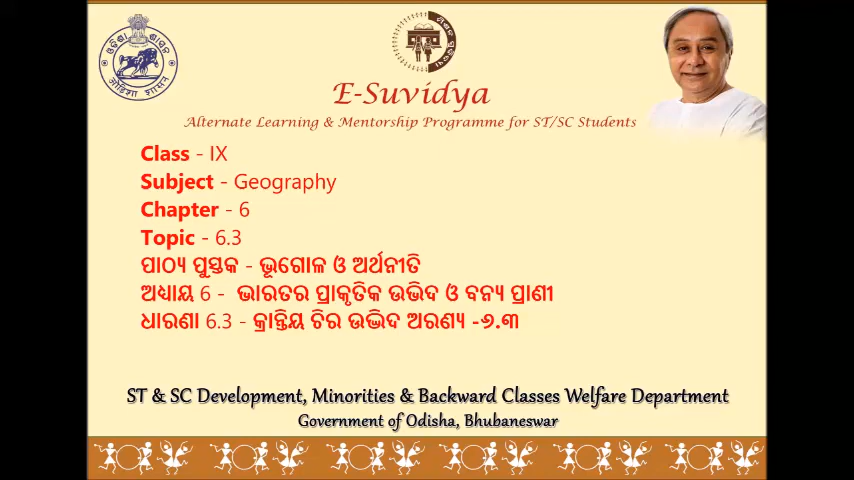 E-Suvidya
Alternate Learning & Mentorship Programme for ST/SC Students
Class - IX
Subject - Geography
Chapter - 6
Topic - 6.3
ପାଠ୍ୟ ପୁସ୍ତକ - ଭୂଗୋଳ ଓ ଅର୍ଥନୀତି
ଅଧ୍ୟାୟ 6 - ଭାରତର ପ୍ରାକୃତିକ ଉଦ୍ଭିଦ ଓ ବନ୍ୟ ପ୍ରାଣୀ
ଧାରଣା 6.3 - କ୍ରାନ୍ତିୟ ଚିର ଉଦ୍ଭିଦ ଅରଣ୍ୟ -୬.୩
ST & SC Development, Minorities & Backward Classes Welfare Department
Government of Odisha, Bhubaneswar